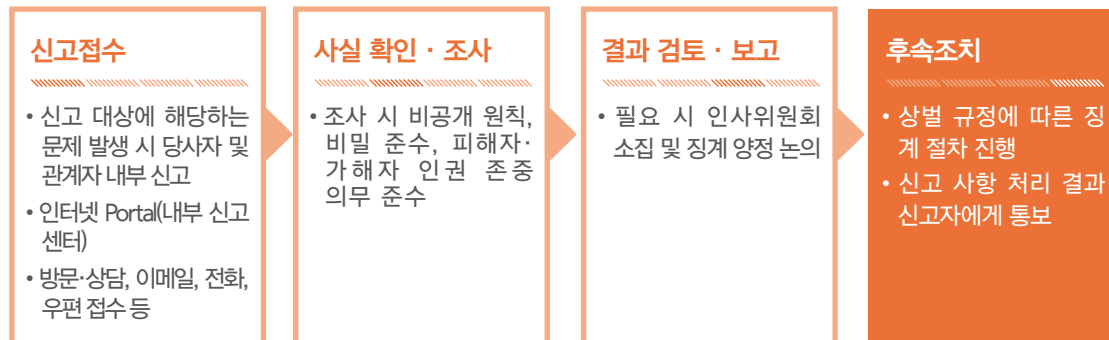 신고접수
• 신고 대상에 해당하는
문제 발생 시 당사자 및
관계자 내부 신고
• 인터넷 Portal(내부 신고
센터)
• 방문·상담, 이메일, 전화,
우편 접수 등
사실 확인 · 조사
• 조사 시 비공개 원칙,
비밀 준수, 피해자·
가해자 인권 존중
의무 준수
결과 검토 · 보고
• 필요 시 인사위원회
소집 및 징계 양정 논의
후속조치
• 상벌 규정에 따른 징
계 절차 진행
• 신고 사항 처리 결과
신고자에게 통보